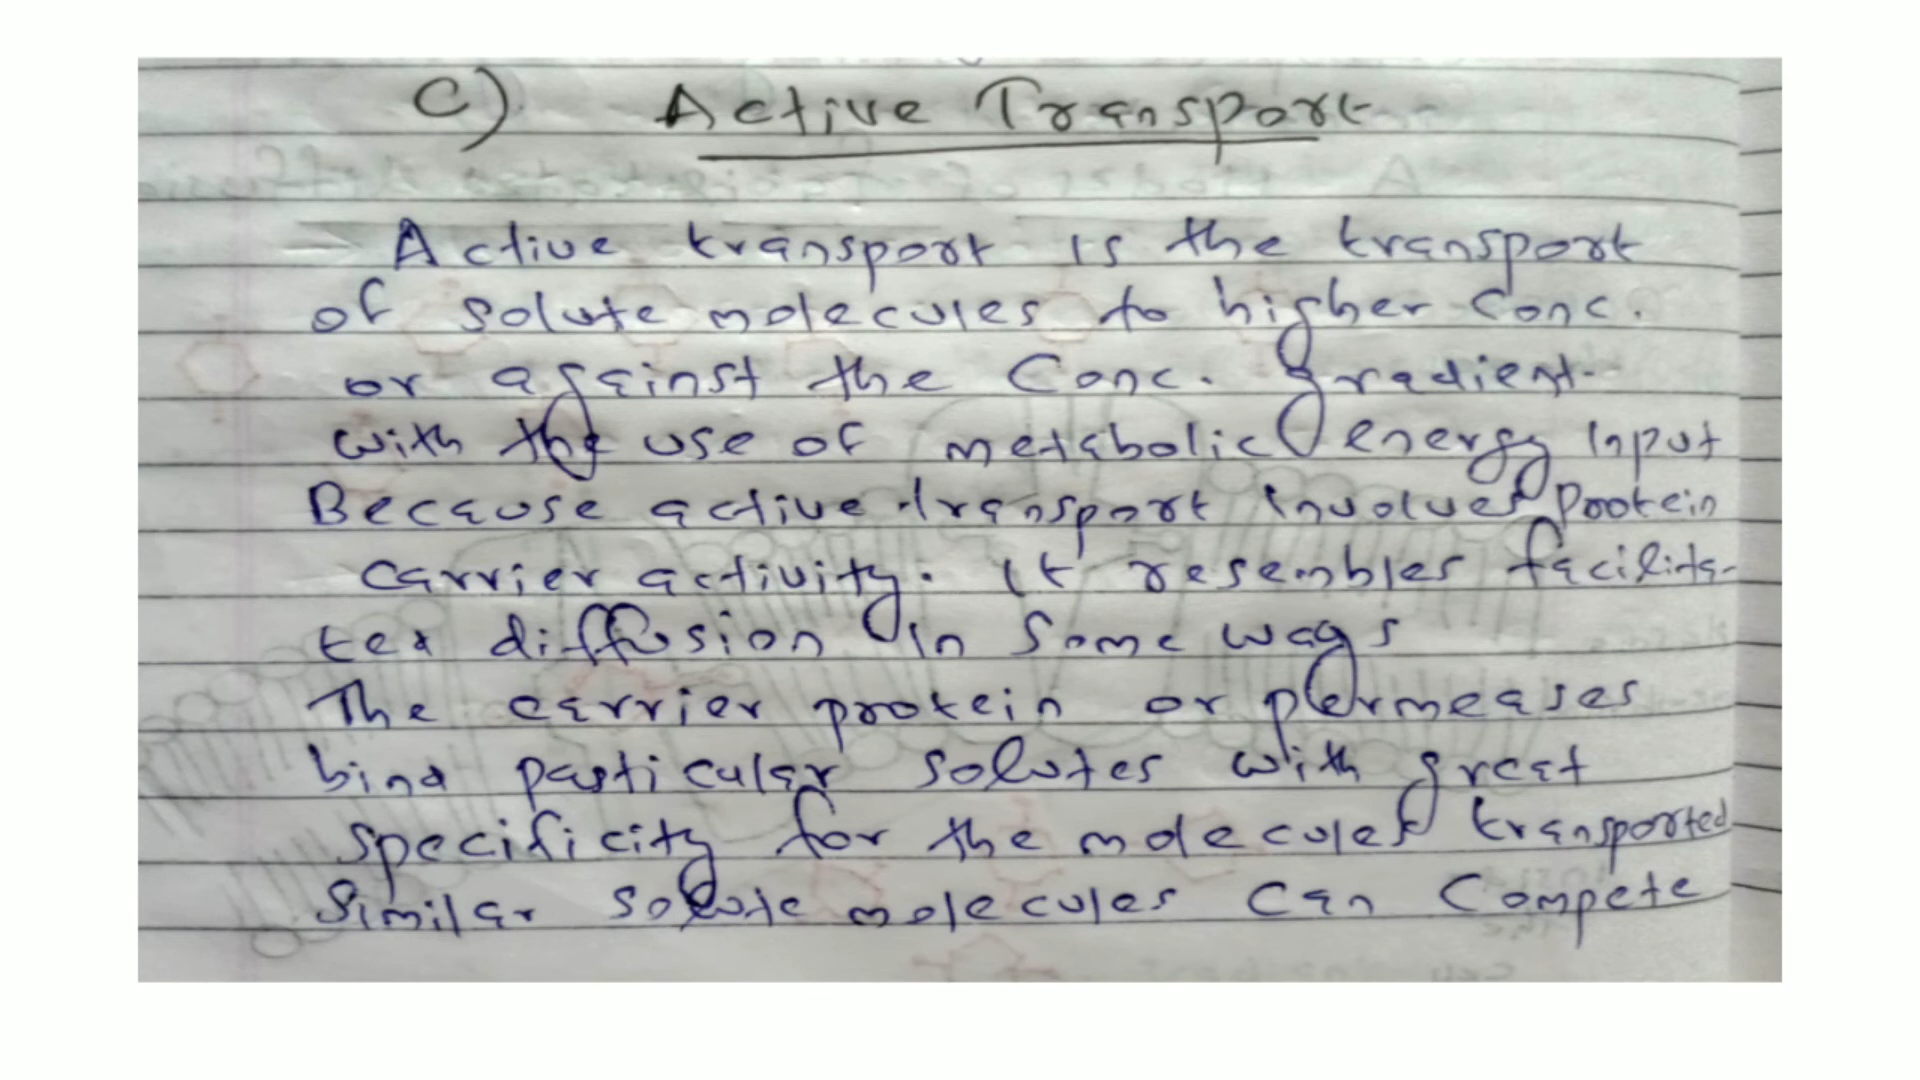 C) Active Transport
Active transport is the transport
of solute molecules to higher Conc.
or against the Conc. gradient
with the use of metabolic energy input
Because active transport involves protein
carrier activity. It resembles facilita-
ted diffusion in some ways
The carrier protein or permeases
bind particular solutes with great
specificity for the molecules transported
Similar solute molecules can Compete